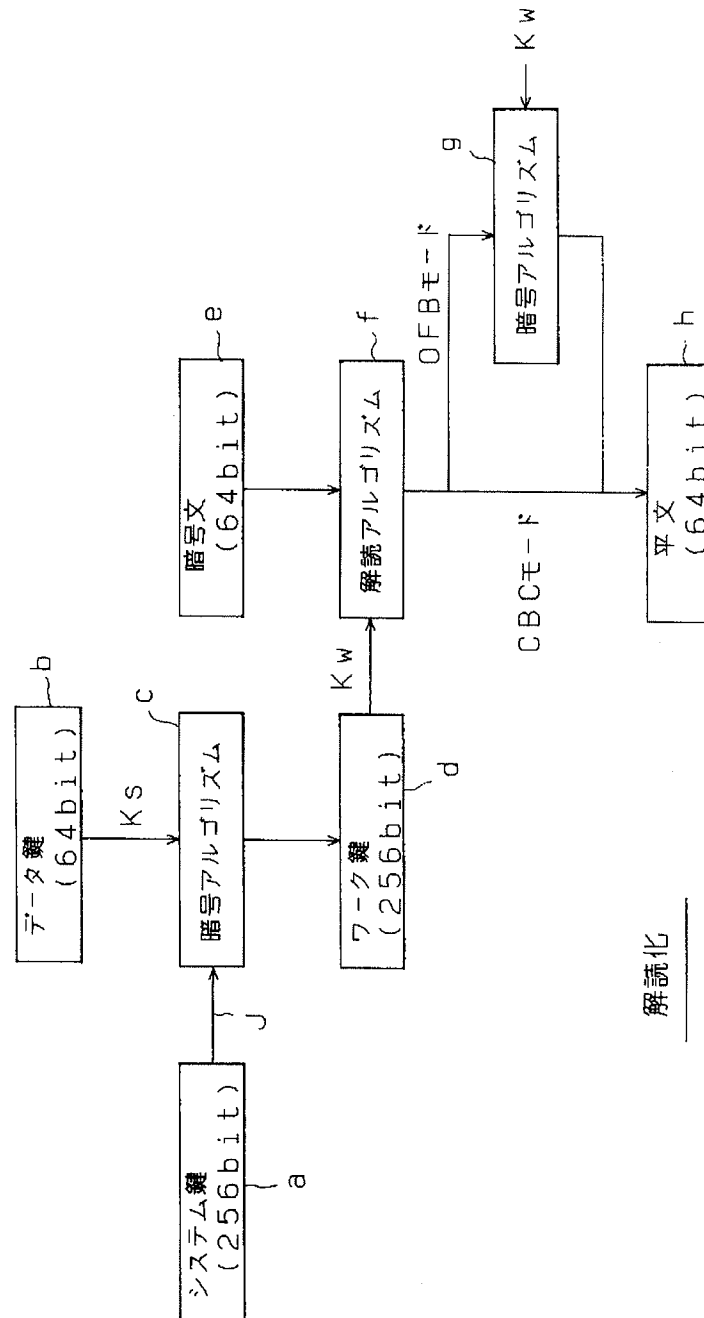 データ鍵
(64bit)
b
Ks
システム鍵
(256bit)
a
J
暗号アルゴリズム
c
ワーク鍵
(256bit)
d
Kw
暗号文
(64bit)
e
解読アルゴリズム
f
OFBモード
CBCモード
暗号アルゴリズム
g
Kw
平文
(64bit)
h
解読化